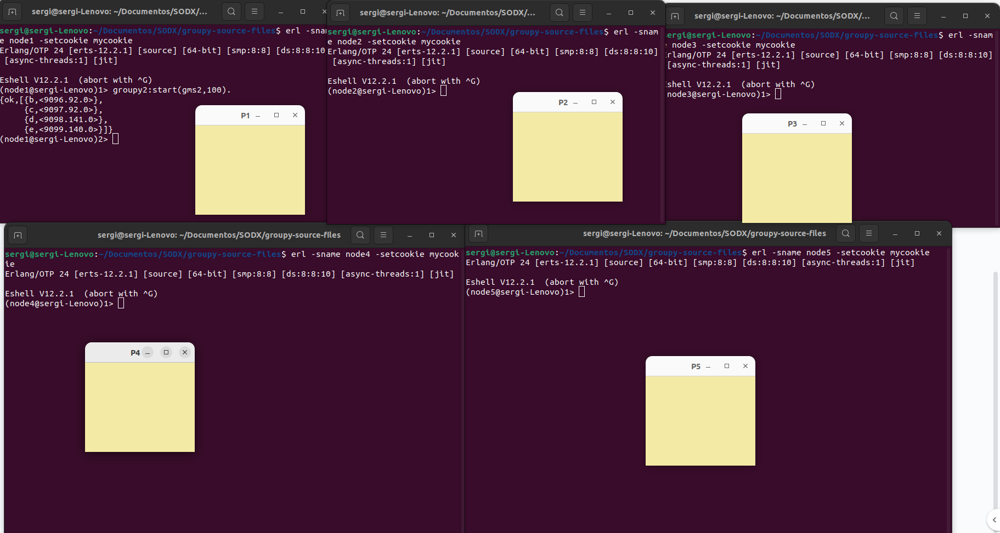 sergi@sergi-Lenovo: ~/Documentos/SODX/...
sergi@sergi-Lenovo:~/Documentos/SODX/groupy-source-files$ erl -sna
e node1 -setcookie mycookie
Erlang/OTP 24 [erts-12.2.1] [source] [64-bit] [smp:8:8] [ds:8:8:10
[async-threads:1] [jit]
Eshell V12.2.1 (abort with ^G)
(node1@sergi-Lenovo)1> groupy2:start(gms2,100).
{ok,[{b,<9096.92.0>},
{c,<9097.92.0>},
{d,<9098.141.0>},
{e,<9099.140.0>}]}
(node1@sergi-Lenovo)2>
P1
sergi@sergi-Lenovo: ~/Documentos/SODX/...
sergi@sergi-Lenovo:~/Documentos/SODX/groupy-source-files$ erl -snam
e node2 -setcookie mycookie
Erlang/OTP 24 [erts-12.2.1] [source] [64-bit] [smp:8:8] [ds:8:8:10]
[async-threads:1] [jit]
Eshell V12.2.1 (abort with ^G)
(node2@sergi-Lenovo)1>
P2
sergi@sergi-Lenovo: ~/Documentos/SODX/...
ergi@sergi-Lenovo:~/Documentos/SODX/groupy-source-files$ erl -snam
node3 -setcookie mycookie
rlang/OTP 24 [erts-12.2.1] [source] [64-bit] [smp:8:8] [ds:8:8:10]
[async-threads:1] [jit]
shell V12.2.1 (abort with ^G)
node3@sergi-Lenovo)1>
P3
sergi@sergi-Lenovo: ~/Documentos/SODX/groupy-source-files
sergi@sergi-Lenovo:~/Documentos/SODX/groupy-source-files$ erl -sname node4 -setcookie mycook
ie
Erlang/OTP 24 [erts-12.2.1] [source] [64-bit] [smp:8:8] [ds:8:8:10] [async-threads:1] [jit]
Eshell V12.2.1 (abort with ^G)
(node4@sergi-Lenovo)1>
P4
sergi@sergi-Lenovo: ~/Documentos/SODX/groupy-source-files
sergi@sergi-Lenovo:~/Documentos/SODX/groupy-source-files$ erl -sname node5 -setcookie mycookie
Erlang/OTP 24 [erts-12.2.1] [source] [64-bit] [smp:8:8] [ds:8:8:10] [async-threads:1] [jit]
Eshell V12.2.1 (abort with ^G)
(node5@sergi-Lenovo)1>
P5